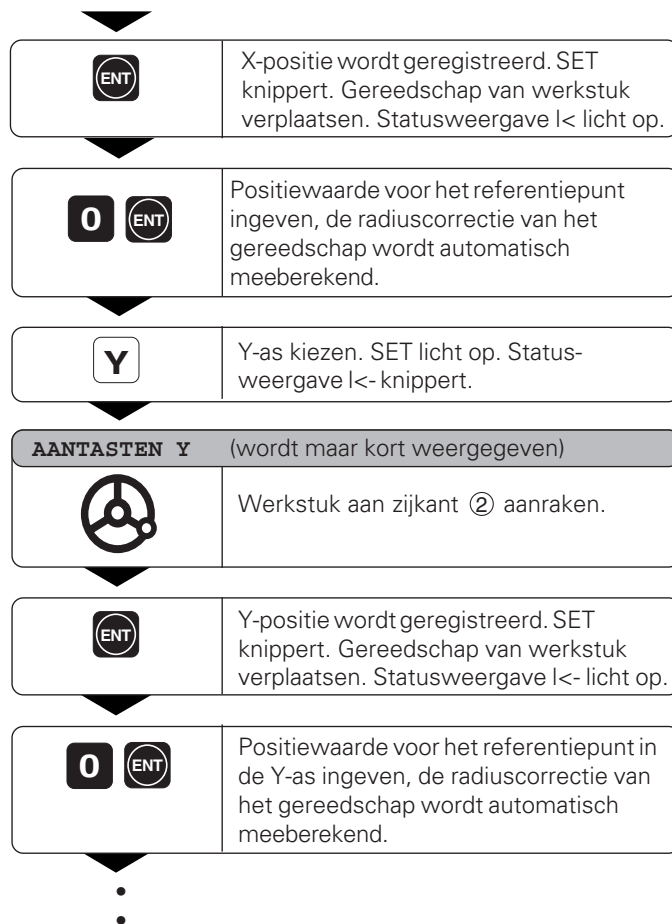 ENT
X-positie wordt geregistreerd. SET
knippert. Gereedschap van werkstuk
verplaatsen. Statusweergave I< licht op.
0 ENT
Positiewaarde voor het referentiepunt
ingeven, de radiuscorrectie van het
gereedschap wordt automatisch
meeberekend.
Y
Y-as kiezen. SET licht op. Status-
weergave I<- knippert.
AANTASTEN Y (wordt maar kort weergegeven)
Werkstuk aan zijkant ② aanraken.
ENT
Y-positie wordt geregistreerd. SET
knippert. Gereedschap van werkstuk
verplaatsen. Statusweergave I<- licht op.
0 ENT
Positiewaarde voor het referentiepunt in
de Y-as ingeven, de radiuscorrectie van
het gereedschap wordt automatisch
meeberekend.